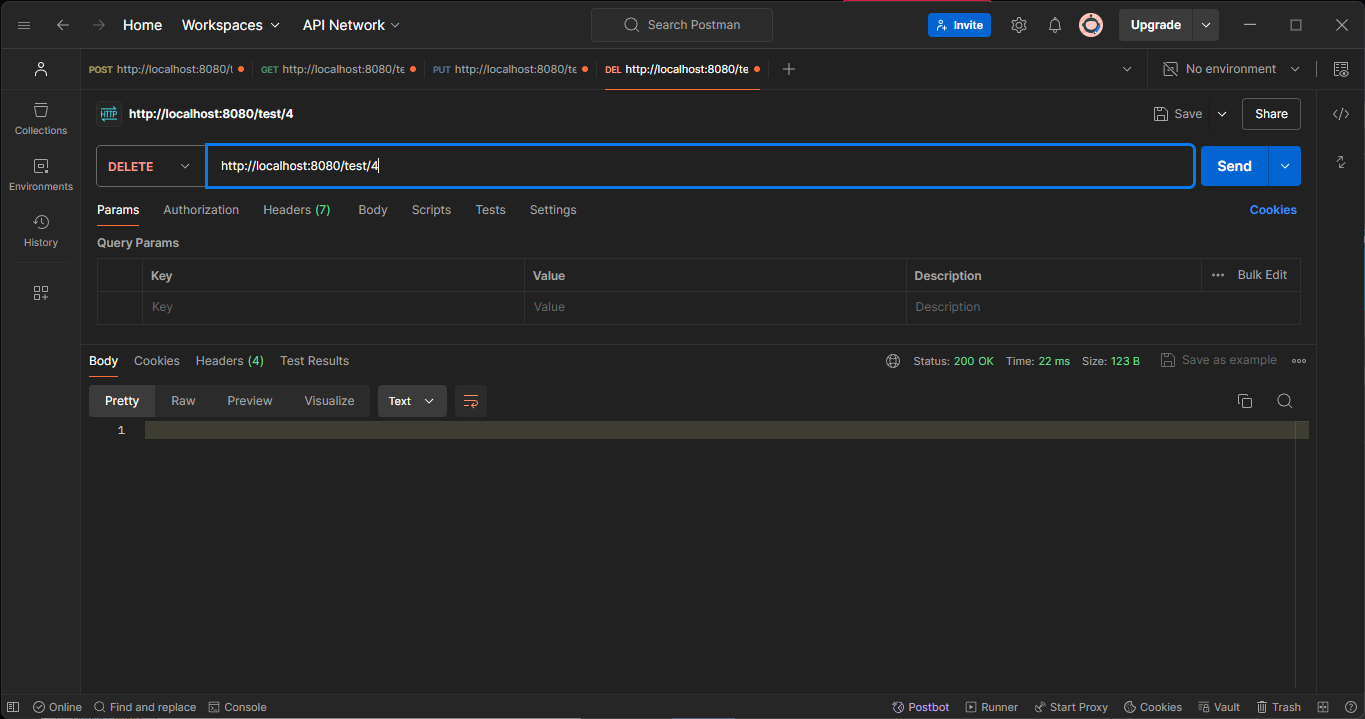 Home Workspaces API Network Search Postman Invite Upgrade
POST http://localhost:8080/t GET http://localhost:8080/te PUT http://localhost:8080/te DEL http://localhost:8080/te No environment
HTTP http://localhost:8080/test/4 Save Share
Collections
DELETE http://localhost:8080/test/4 Send
Environments
Params Authorization Headers (7) Body Scripts Tests Settings Cookies
History
Query Params
Key Value Description Bulk Edit
Key Value Description
Body Cookies Headers (4) Test Results Status: 200 OK Time: 22 ms Size: 123 B Save as example
Pretty Raw Preview Visualize Text
1
Online Find and replace Console Postbot Runner Start Proxy Cookies Vault Trash